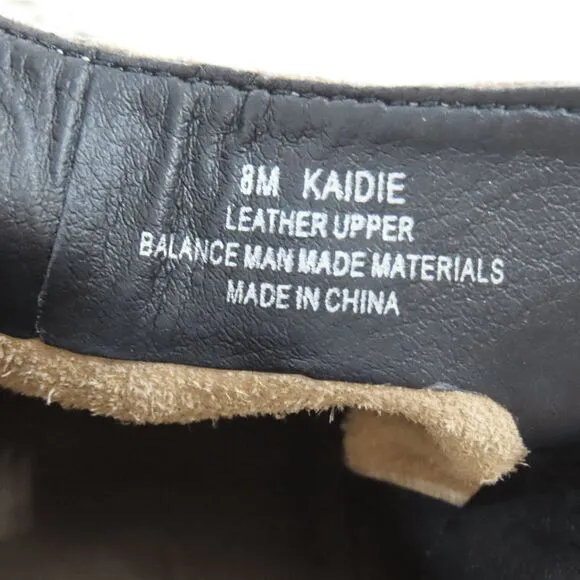 8M KAIDIE
LEATHER UPPER
BALANCE MAN MADE MATERIALS
MADE IN CHINA